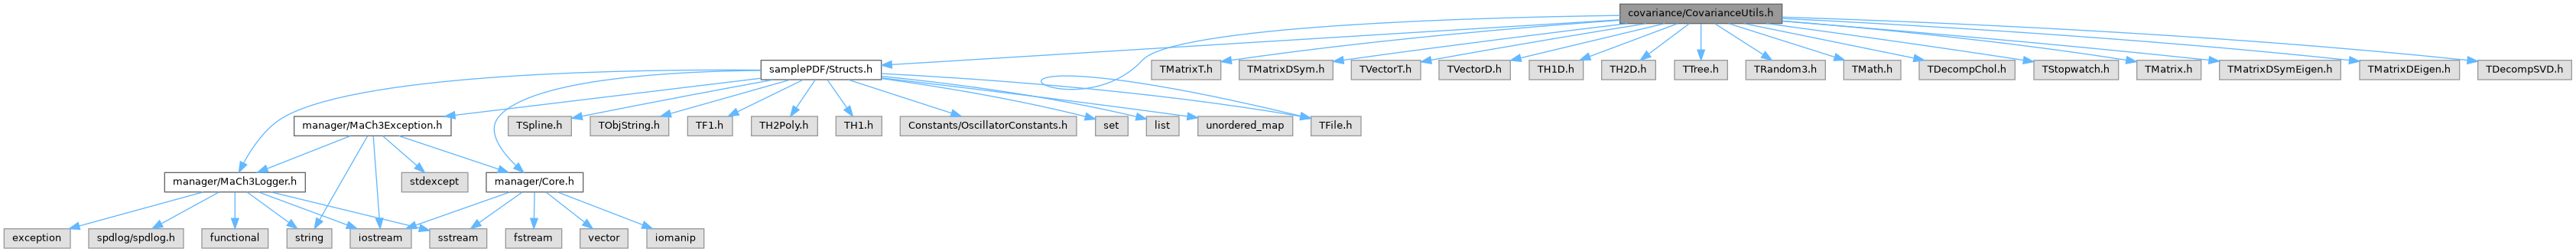 covariance/CovarianceUtils.h
samplePDF/Structs.h
TMatrixT.h
TMatrixDSym.h
TVectorT.h
TVectorD.h
TH1D.h
TH2D.h
TTree.h
TRandom3.h
TMath.h
TDecompChol.h
TStopwatch.h
TMatrix.h
TMatrixDSymEigen.h
TMatrixDEigen.h
TDecompSVD.h
manager/MaCh3Exception.h
TSpline.h
TObjString.h
TF1.h
TH2Poly.h
TH1.h
Constants/OscillatorConstants.h
set
list
unordered_map
TFile.h
manager/MaCh3Logger.h
stdexcept
manager/Core.h
exception
spdlog/spdlog.h
functional
string
iostream
sstream
fstream
vector
iomanip